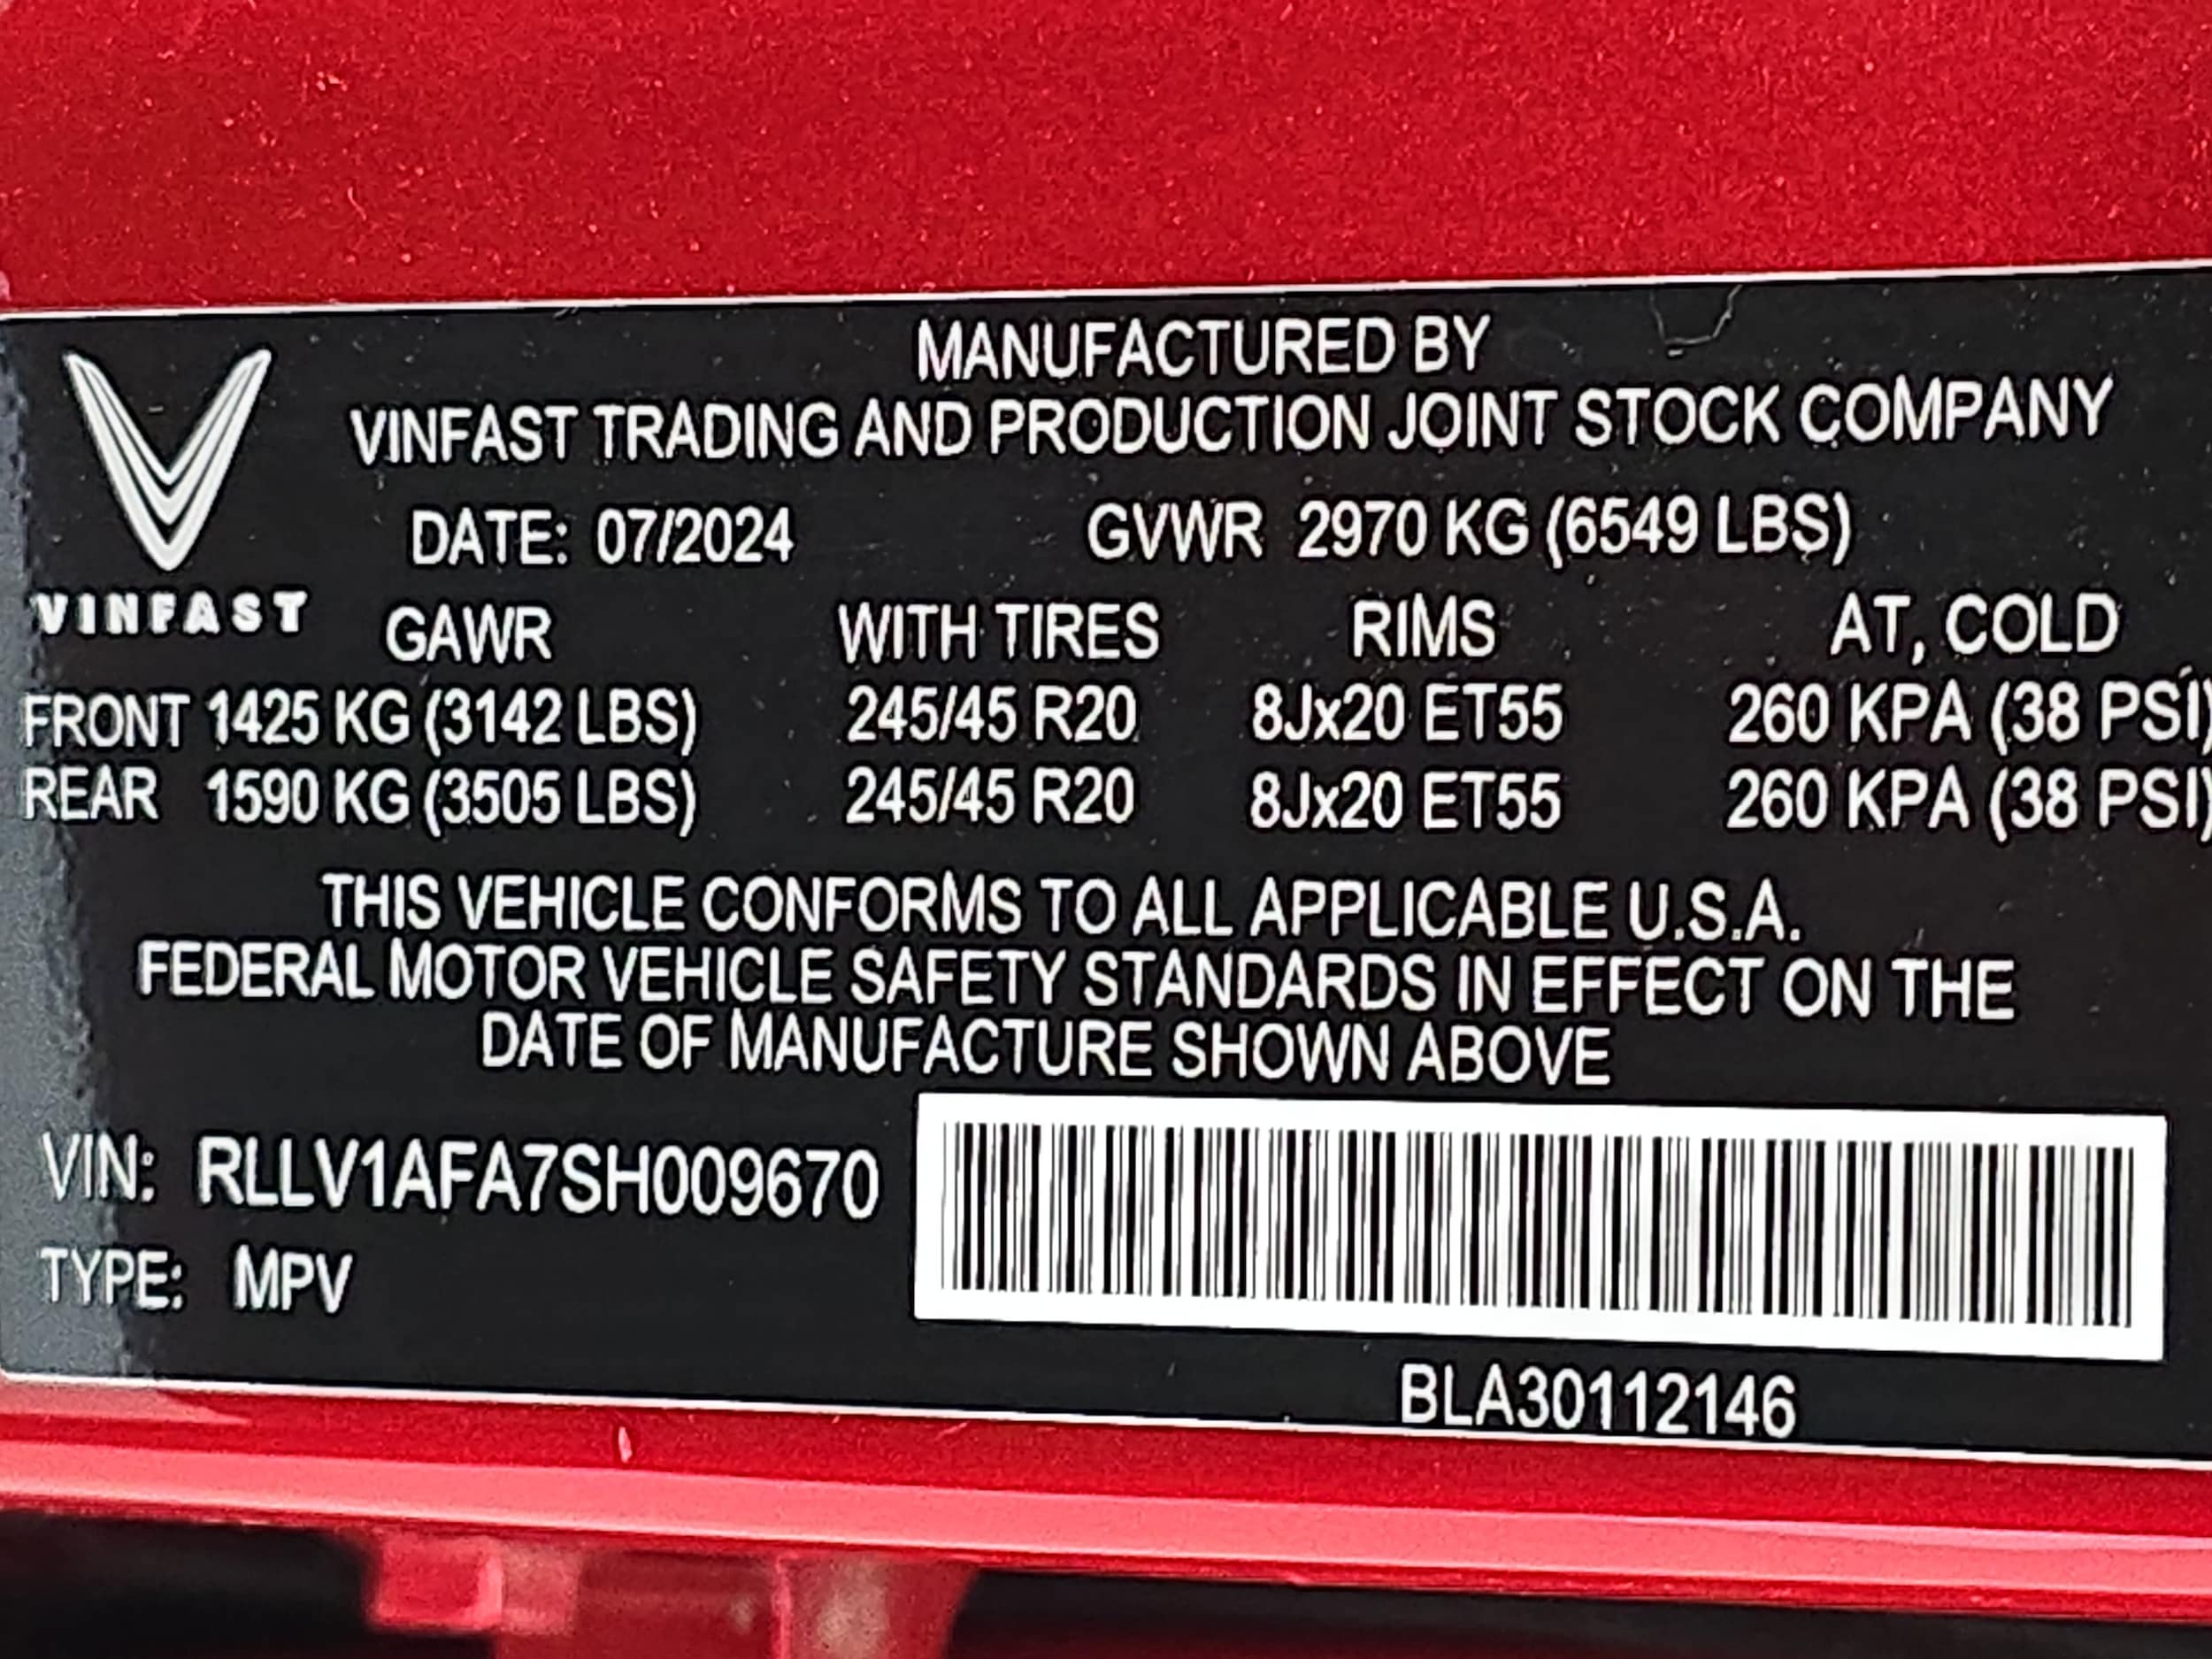 MANUFACTURED BY
VINFAST TRADING AND PRODUCTION JOINT STOCK COMPANY
DATE: 07/2024 GVWR 2970 KG (6549 LBS)
VINFAST
GAWR WITH TIRES RIMS AT, COLD
FRONT 1425 KG (3142 LBS) 245/45 R20 8Jx20 ET55 260 KPA (38 PSI)
REAR 1590 KG (3505 LBS) 245/45 R20 8Jx20 ET55 260 KPA (38 PSI)
THIS VEHICLE CONFORMS TO ALL APPLICABLE U.S.A.
FEDERAL MOTOR VEHICLE SAFETY STANDARDS IN EFFECT ON THE
DATE OF MANUFACTURE SHOWN ABOVE
VIN: RLLV1AFA7SH009670
TYPE: MPV
BLA30112146